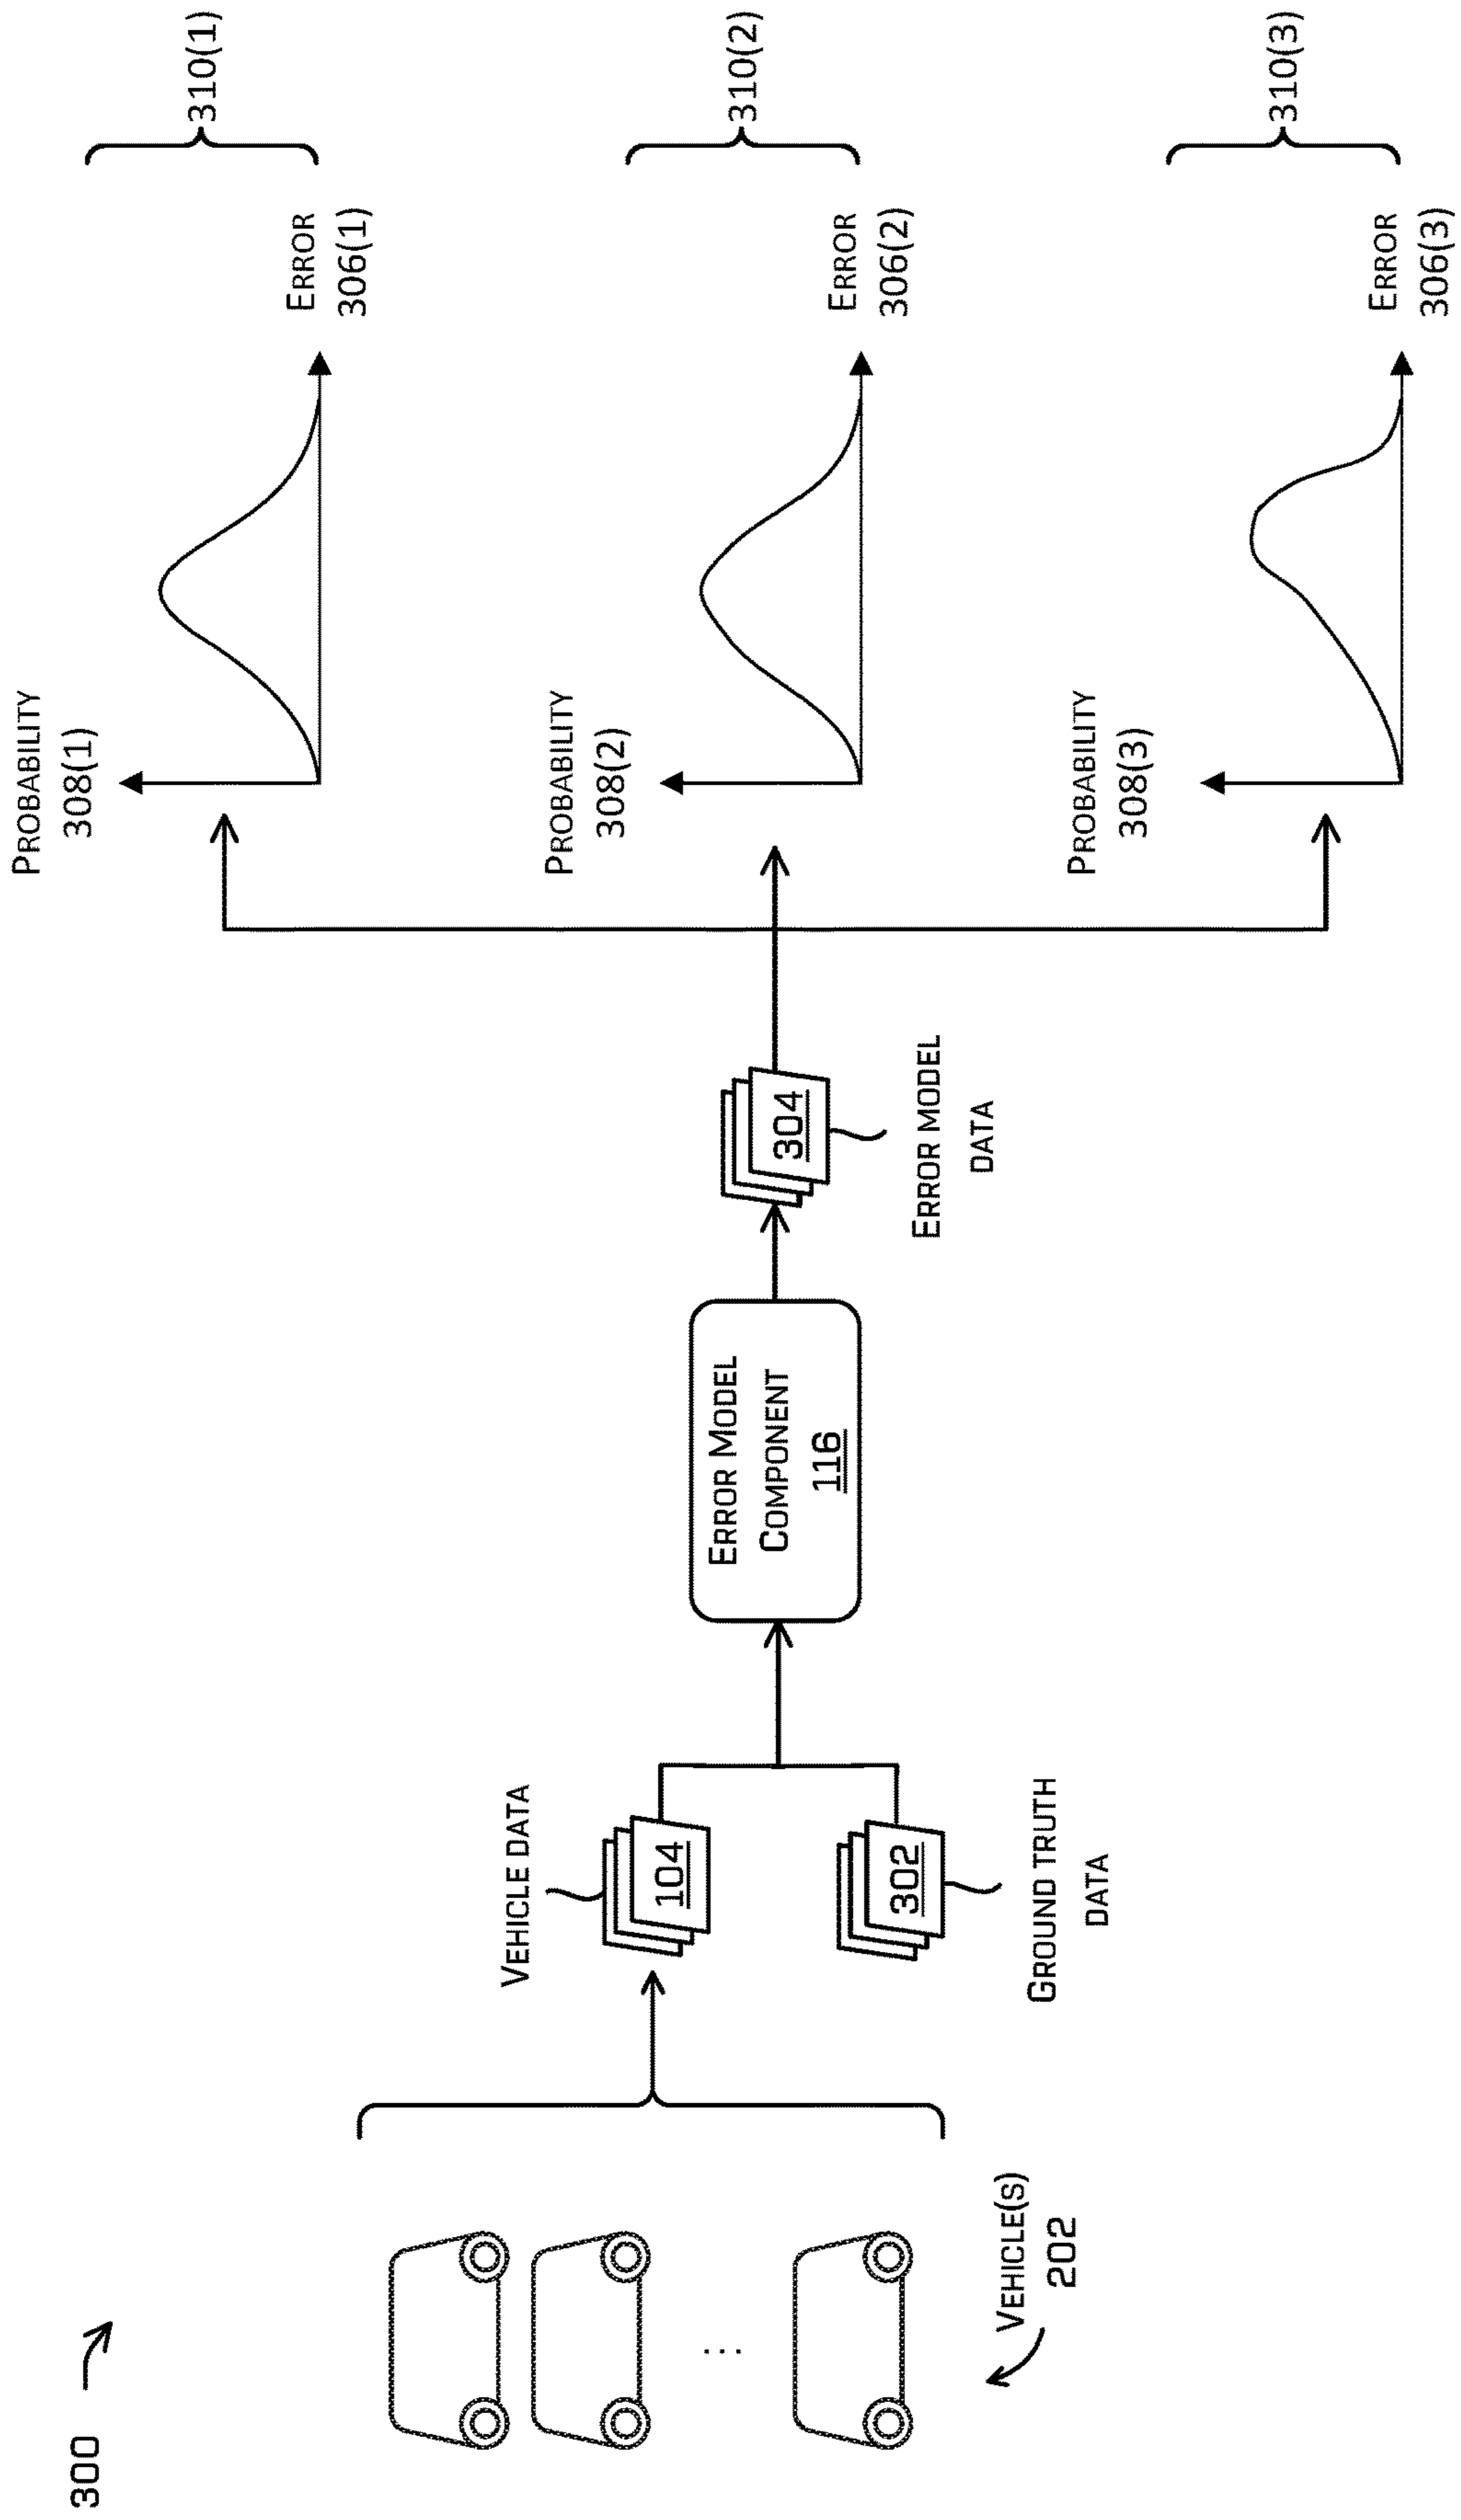 300
VEHICLE(S)
202
VEHICLE DATA
104
302
GROUND TRUTH
DATA
ERROR MODEL
COMPONENT
116
304
ERROR MODEL
DATA
PROBABILITY
308(1)
ERROR
306(1)
310(1)
PROBABILITY
308(2)
ERROR
306(2)
310(2)
PROBABILITY
308(3)
ERROR
306(3)
310(3)